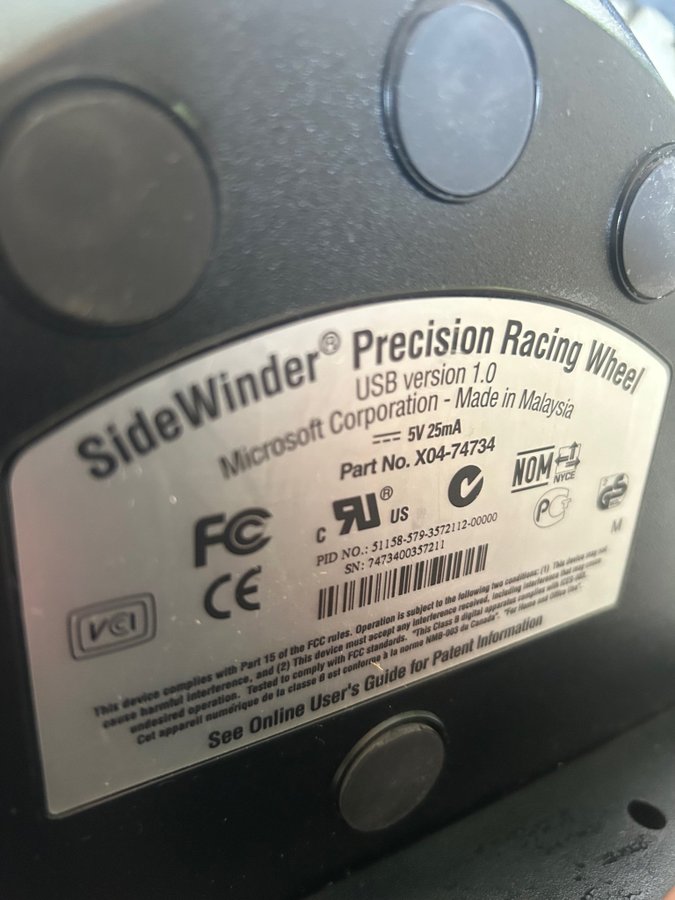 SideWinder® Precision Racing Wheel
USB version 1.0
Microsoft Corporation - Made in Malaysia
5V 25mA
Part No. X04-74734
FC
CE
c RU® US
NOM
NYCE
VCI
M
PID NO.: 51158-579-3572112-00000
SN: 7473400357211
This device complies with Part 15 of the FCC rules. Operation is subject to the following two conditions: (1) This device may not
cause harmful interference, and (2) This device must accept any interference received, including interference that may cause
undesired operation. Tested to comply with FCC standards. "This Class B digital apparatus complies with ICES-003.
Cet appareil numérique de la classe B est conforme à la norme NMB-003 du Canada". "For Home and Office Use".
See Online User's Guide for Patent Information